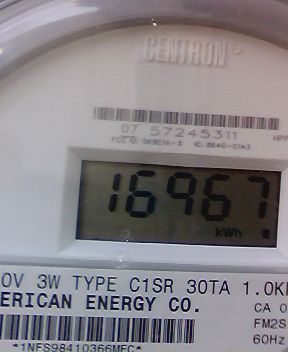 CENTRON®
07 57245311
16967
kWh
0V 3W TYPE C1SR 30TA 1.0K
ERICAN ENERGY CO.
CA 0
FM2S
60Hz
*1NFS98410366MFC*